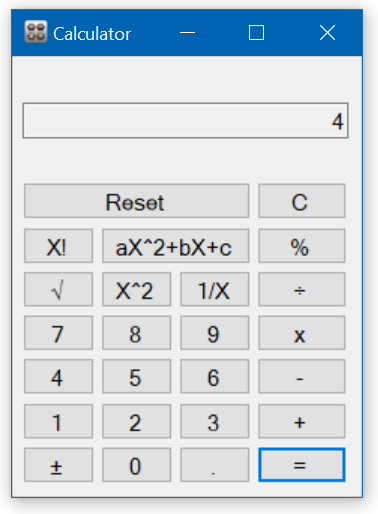 Calculator
4
Reset C
X! aX^2+bX+c %
√ X^2 1/X ÷
7 8 9 x
4 5 6 -
1 2 3 +
± 0 . =